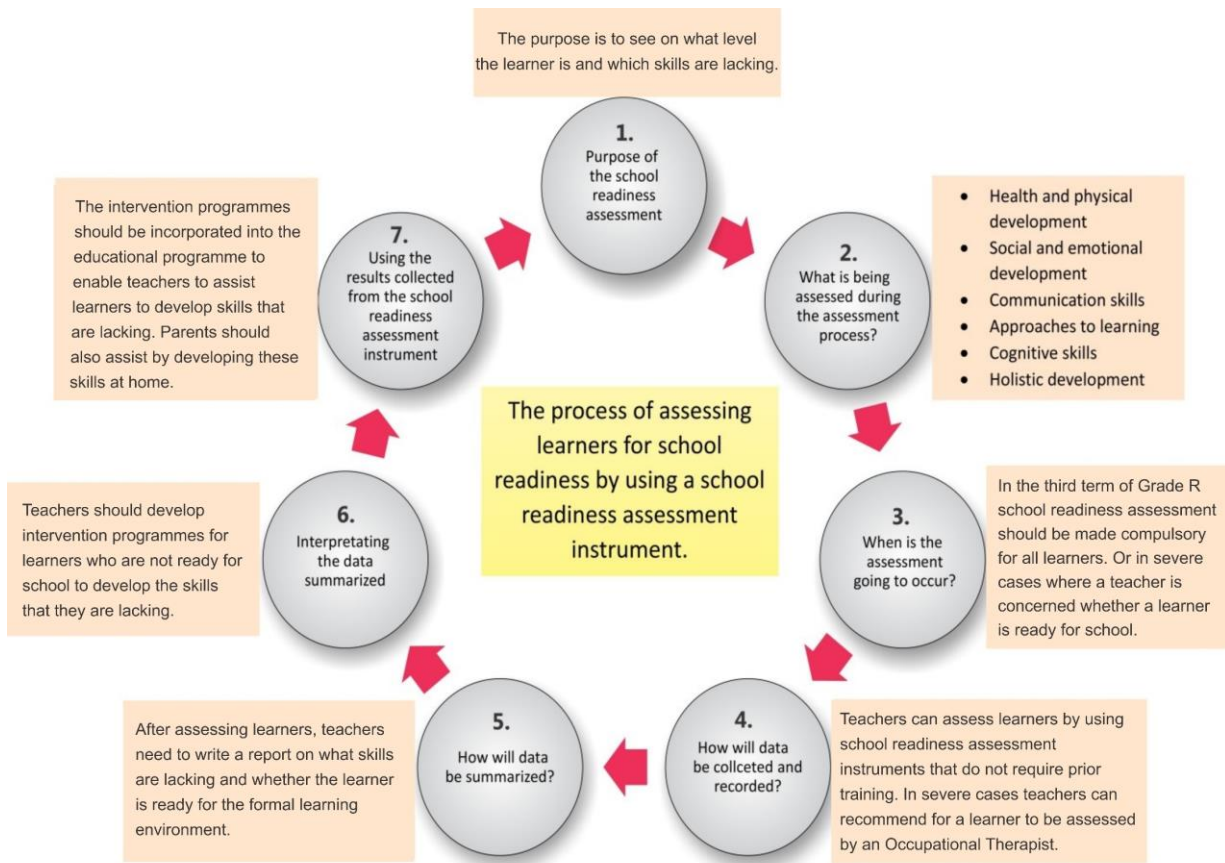 The purpose is to see on what level
the learner is and which skills are lacking.
1.
Purpose of
the school
readiness
assessment
• Health and physical
development
• Social and emotional
development
• Communication skills
• Approaches to learning
• Cognitive skills
• Holistic development
2.
What is being
assessed during
the assessment
process?
In the third term of Grade R
school readiness assessment
should be made compulsory
for all learners. Or in severe
cases where a teacher is
concerned whether a learner
is ready for school.
3.
When is the
assessment
going to occur?
Teachers can assess learners by using
school readiness assessment
instruments that do not require prior
training. In severe cases teachers can
recommend for a learner to be assessed
by an Occupational Therapist.
4.
How will data
be collceted and
recorded?
5.
How will data
be summarized?
After assessing learners, teachers
need to write a report on what skills
are lacking and whether the learner
is ready for the formal learning
environment.
6.
Interpretating
the data
summarized
Teachers should develop
intervention programmes for
learners who are not ready for
school to develop the skills
that they are lacking.
7.
Using the
results collected
from the school
readiness
assessment
instrument
The intervention programmes
should be incorporated into the
educational programme to
enable teachers to assist
learners to develop skills that
are lacking. Parents should
also assist by developing these
skills at home.
The process of assessing
learners for school
readiness by using a school
readiness assessment
instrument.